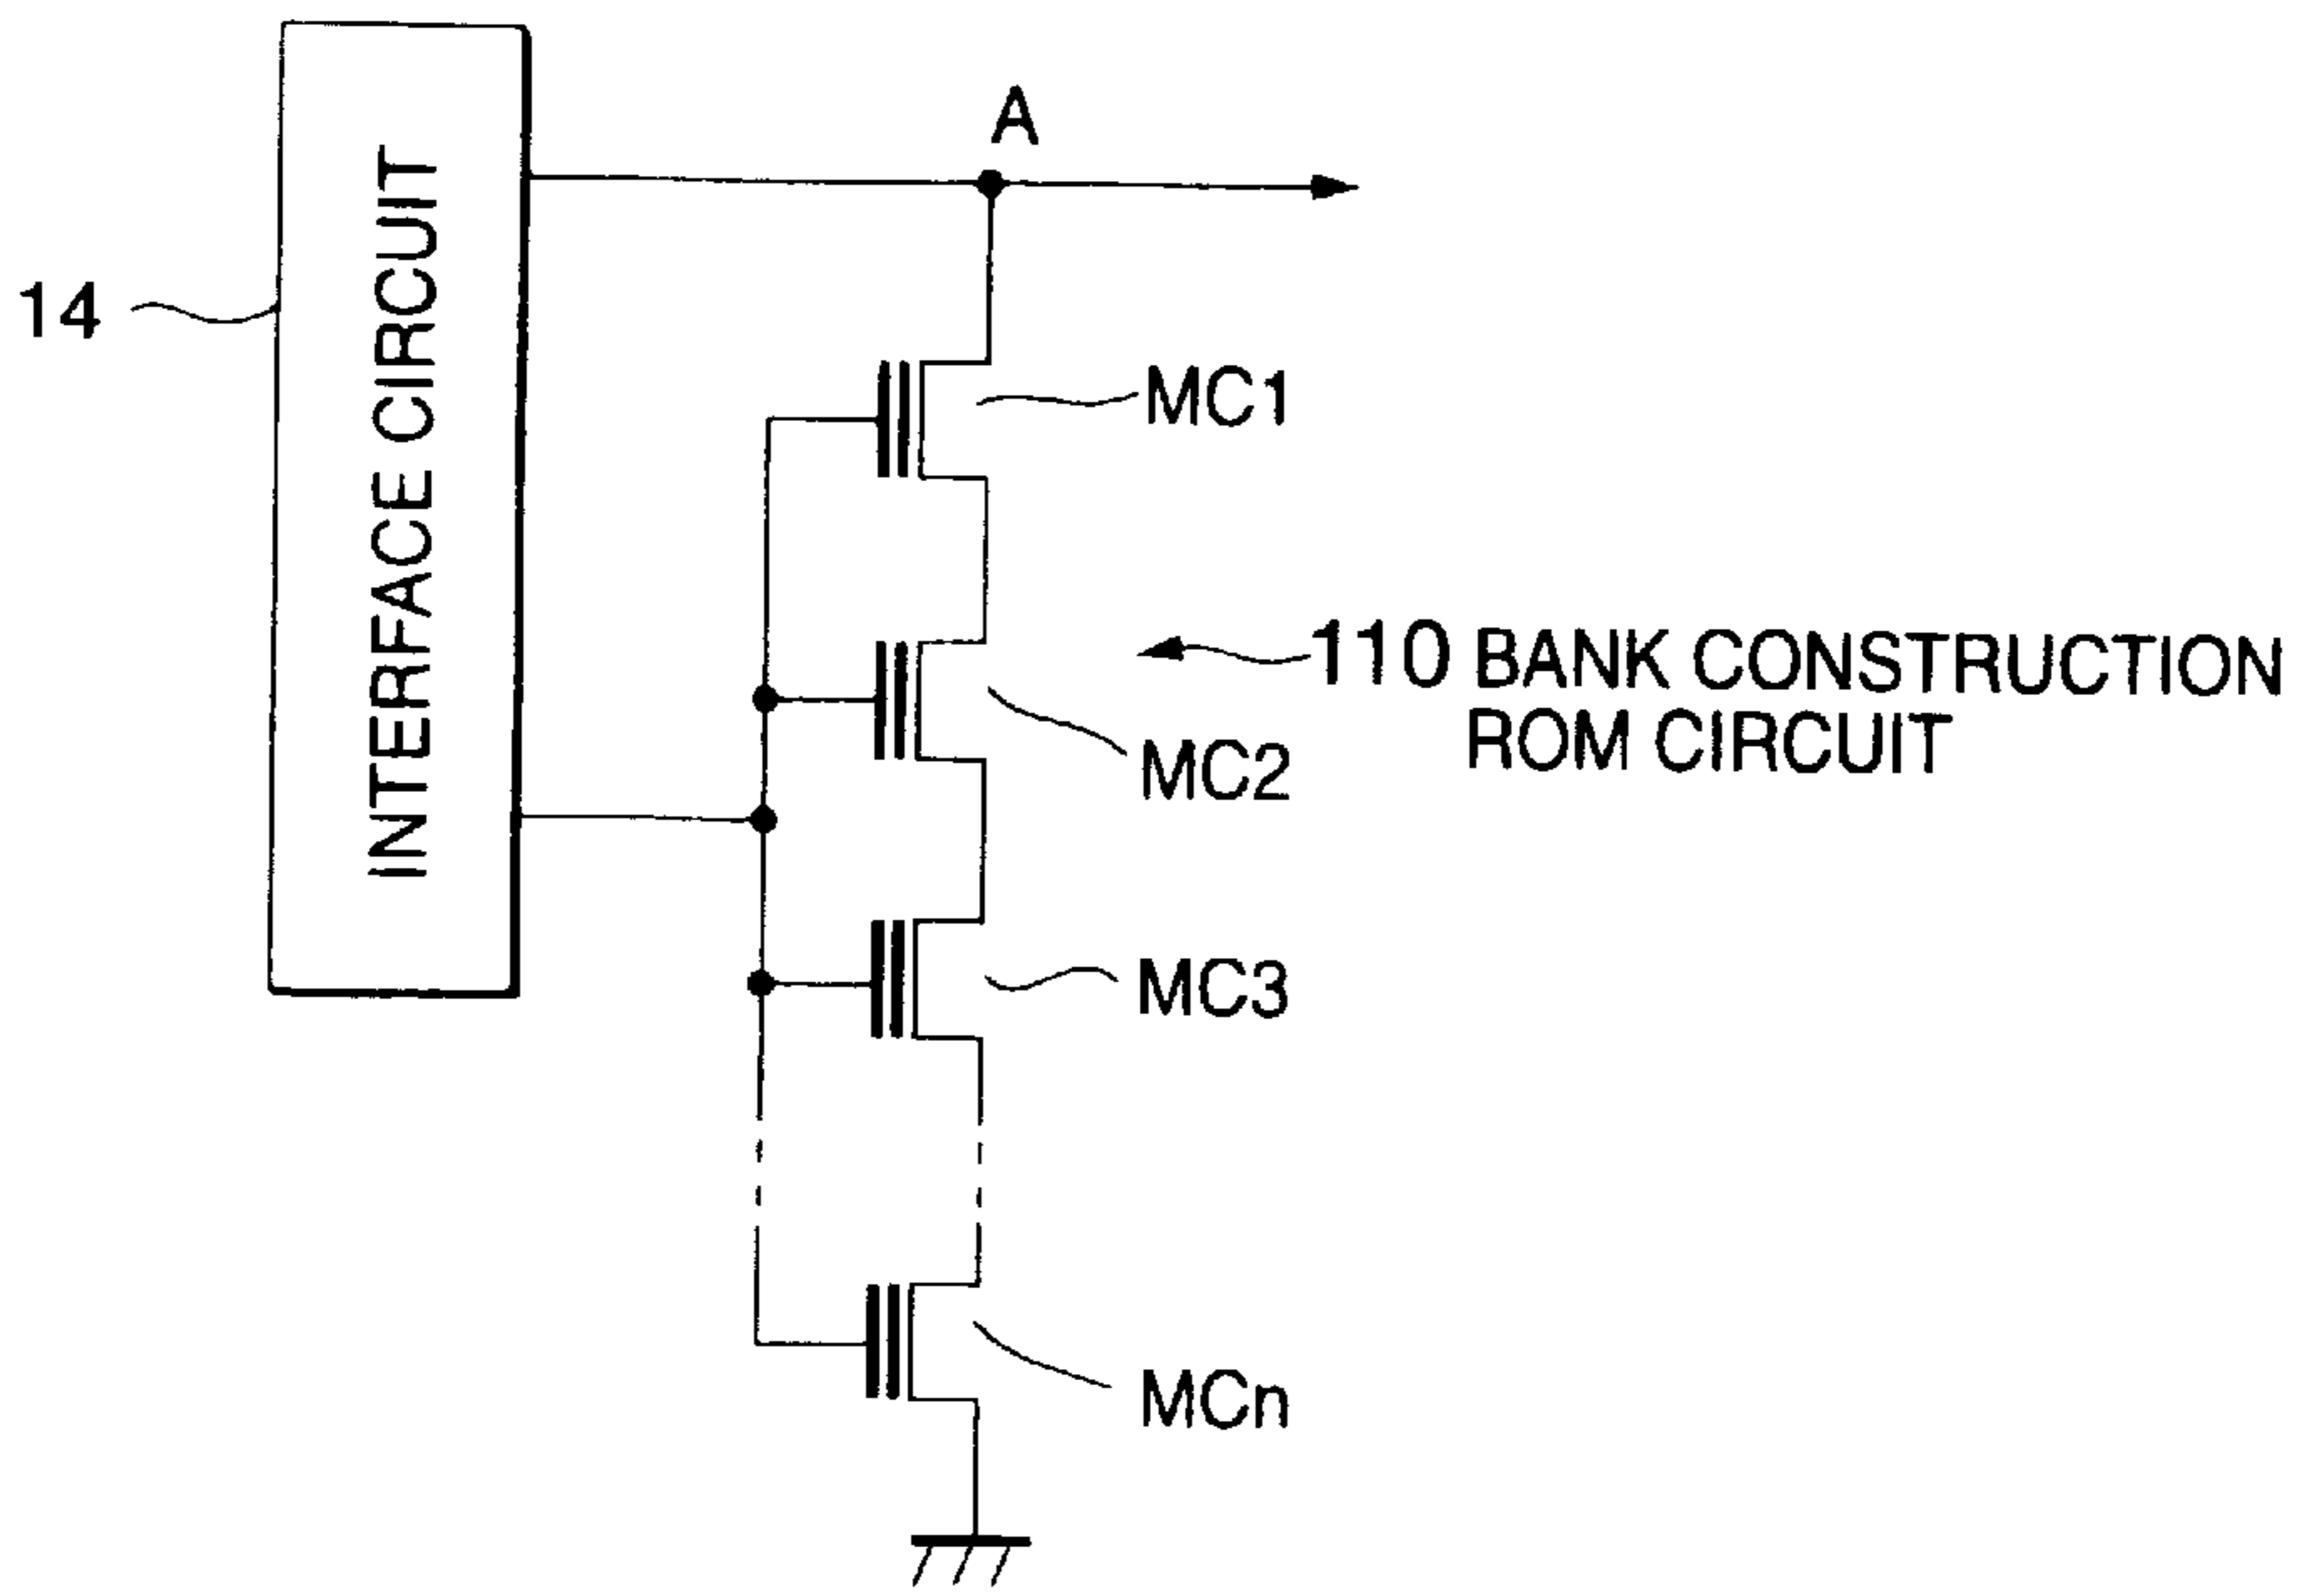 A
INTERFACE CIRCUIT
14
MC1
110 BANK CONSTRUCTION
ROM CIRCUIT
MC2
MC3
MCn